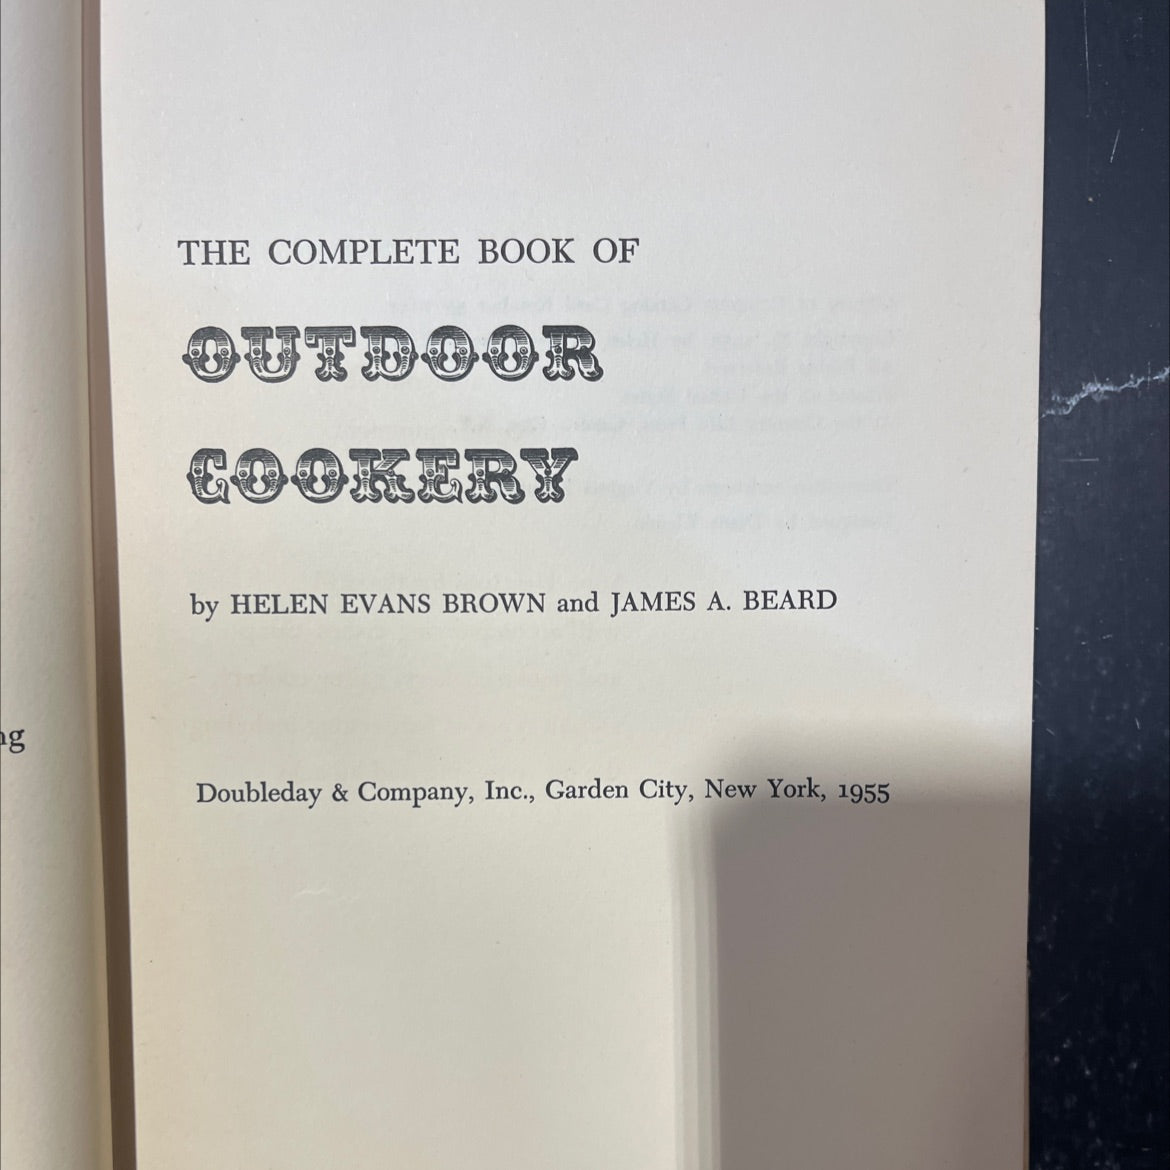 THE COMPLETE BOOK OF
OUTDOOR
COOKERY
by HELEN EVANS BROWN and JAMES A. BEARD
Doubleday & Company, Inc., Garden City, New York, 1955